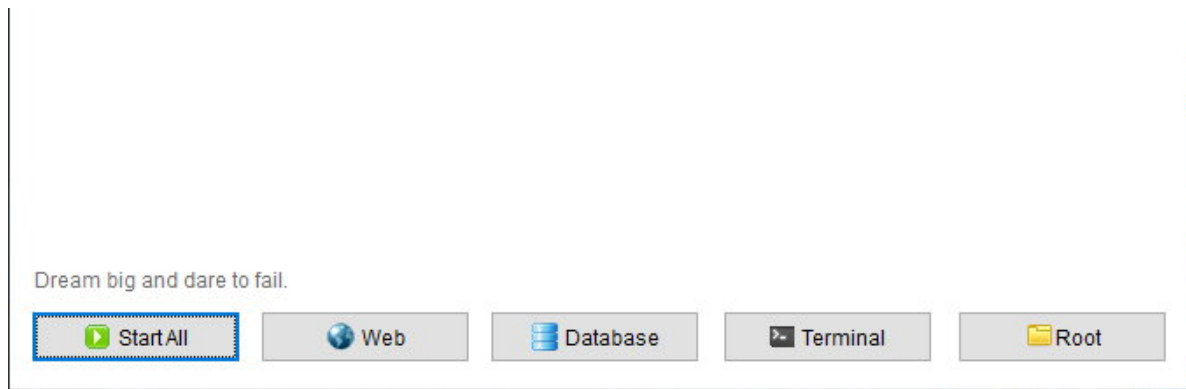 Dream big and dare to fail.
Start All Web Database Terminal Root